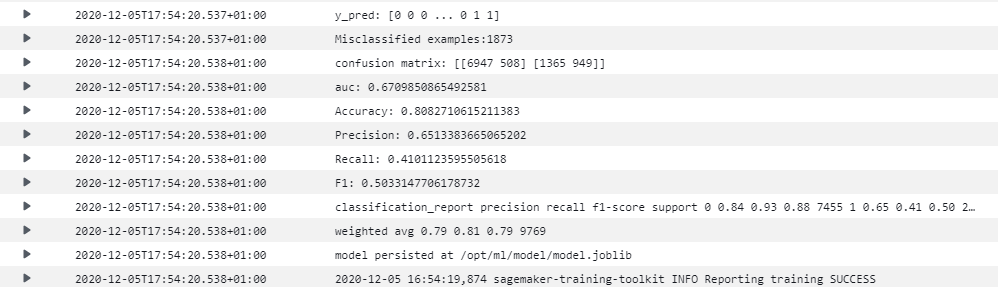 2020-12-05T17:54:20.537+01:00 y_pred: [0 0 0 ... 0 1 1]
2020-12-05T17:54:20.537+01:00 Misclassified examples:1873
2020-12-05T17:54:20.538+01:00 confusion matrix: [[6947 508] [1365 949]]
2020-12-05T17:54:20.538+01:00 auc: 0.6709850865492581
2020-12-05T17:54:20.538+01:00 Accuracy: 0.8082710615211383
2020-12-05T17:54:20.538+01:00 Precision: 0.6513383665065202
2020-12-05T17:54:20.538+01:00 Recall: 0.4101123595505618
2020-12-05T17:54:20.538+01:00 F1: 0.5033147706178732
2020-12-05T17:54:20.538+01:00 classification_report precision recall f1-score support 0 0.84 0.93 0.88 7455 1 0.65 0.41 0.50 2…
2020-12-05T17:54:20.538+01:00 weighted avg 0.79 0.81 0.79 9769
2020-12-05T17:54:20.538+01:00 model persisted at /opt/ml/model/model.joblib
2020-12-05T17:54:20.538+01:00 2020-12-05 16:54:19,874 sagemaker-training-toolkit INFO Reporting training SUCCESS